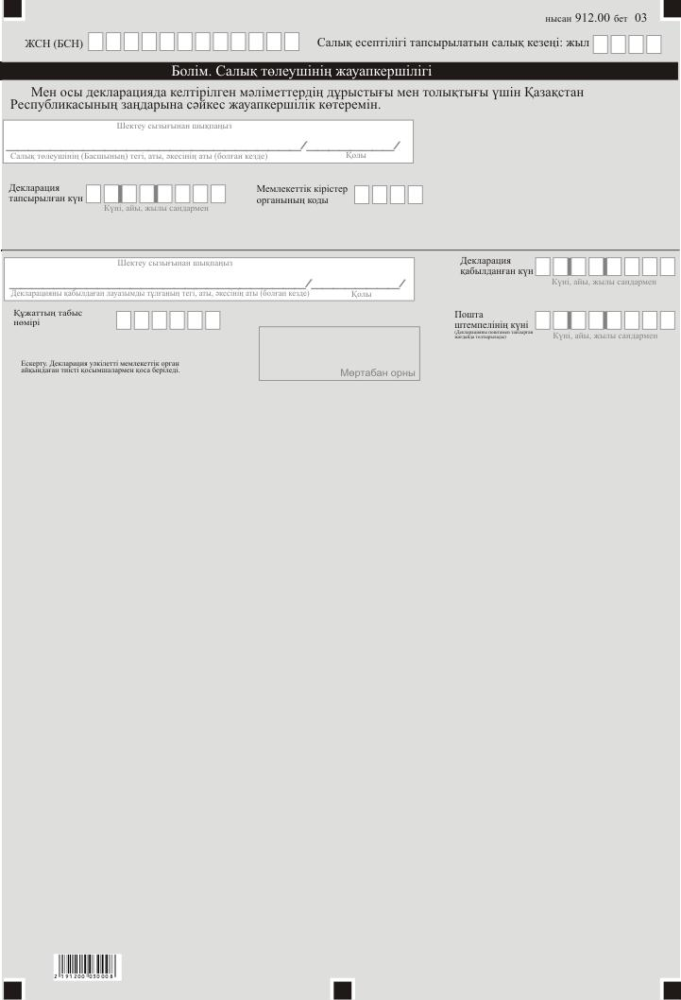 нысан 912.00 бет 03
ЖСН (БСН)
Салық есептілігі тапсырылатын салық кезеңі: жыл
Бөлім. Салық төлеушінің жауапкершілігі
Мен осы декларацияда келтірілген мәліметтердің дұрыстығы мен толықтығы үшін Қазақстан
Республикасының заңдарына сәйкес жауапкершілік көтеремін.
Шектеу сызығынан шықпаңыз
Салық төлеушінің (Басшының) тегі, аты, әкесінің аты (болған кезде)
Қолы
Декларация
тапсырылған күн
Күні, айы, жылы сандармен
Мемлекеттік кірістер
органының коды
Шектеу сызығынан шықпаңыз
Декларацияны қабылдаған лауазымды тұлғаның тегі, аты, әкесінің аты (болған кезде)
Қолы
Декларация
қабылданған күн
Күні, айы, жылы сандармен
Құжаттың табыс
нөмірі
Пошта
штемпелінің күні
(Декларацияны поштамен тапсырған
жағдайда толтырылады)
Күні, айы, жылы сандармен
Ескерту. Декларация уәкілетті мемлекеттік орган
айқындаған тиісті қосымшалармен қоса беріледі.
Мөртабан орны
2 191200 030008